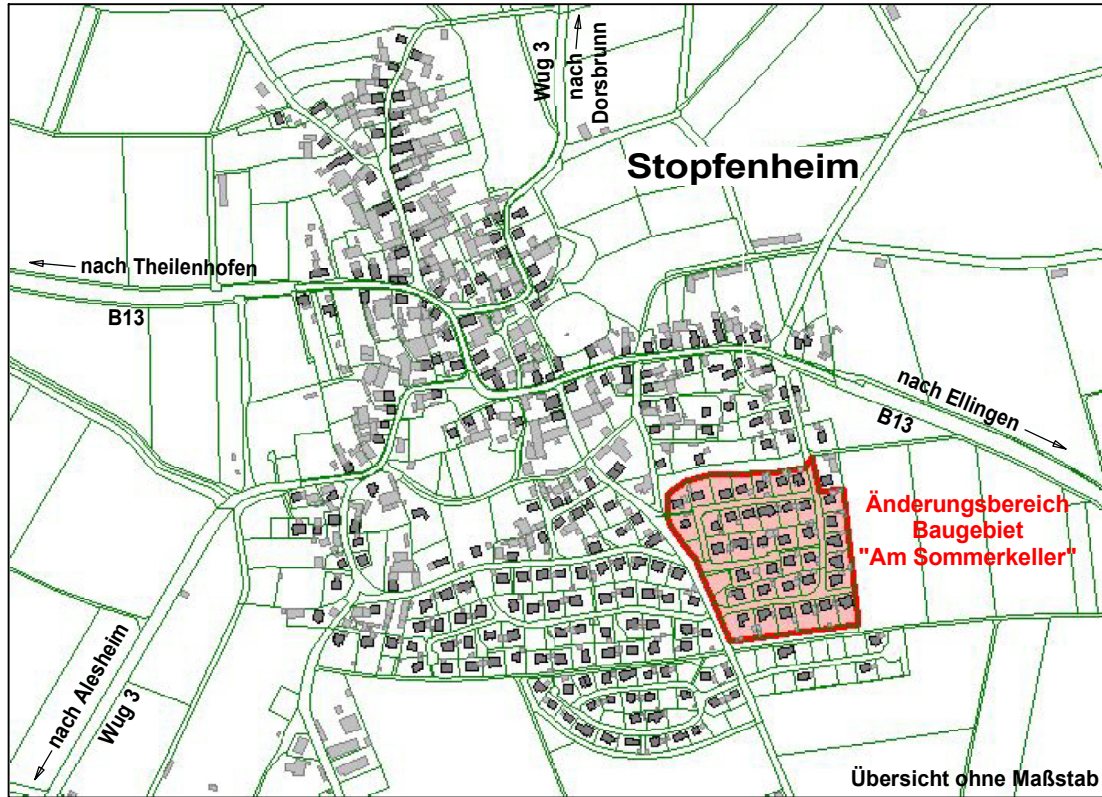 Wug 3
nach
Dorsbrunn
Stopfenheim
nach Theilenhofen
B13
nach Ellingen
B13
Änderungsbereich
Baugebiet
"Am Sommerkeller"
nach Alesheim
Wug 3
Übersicht ohne Maßstab